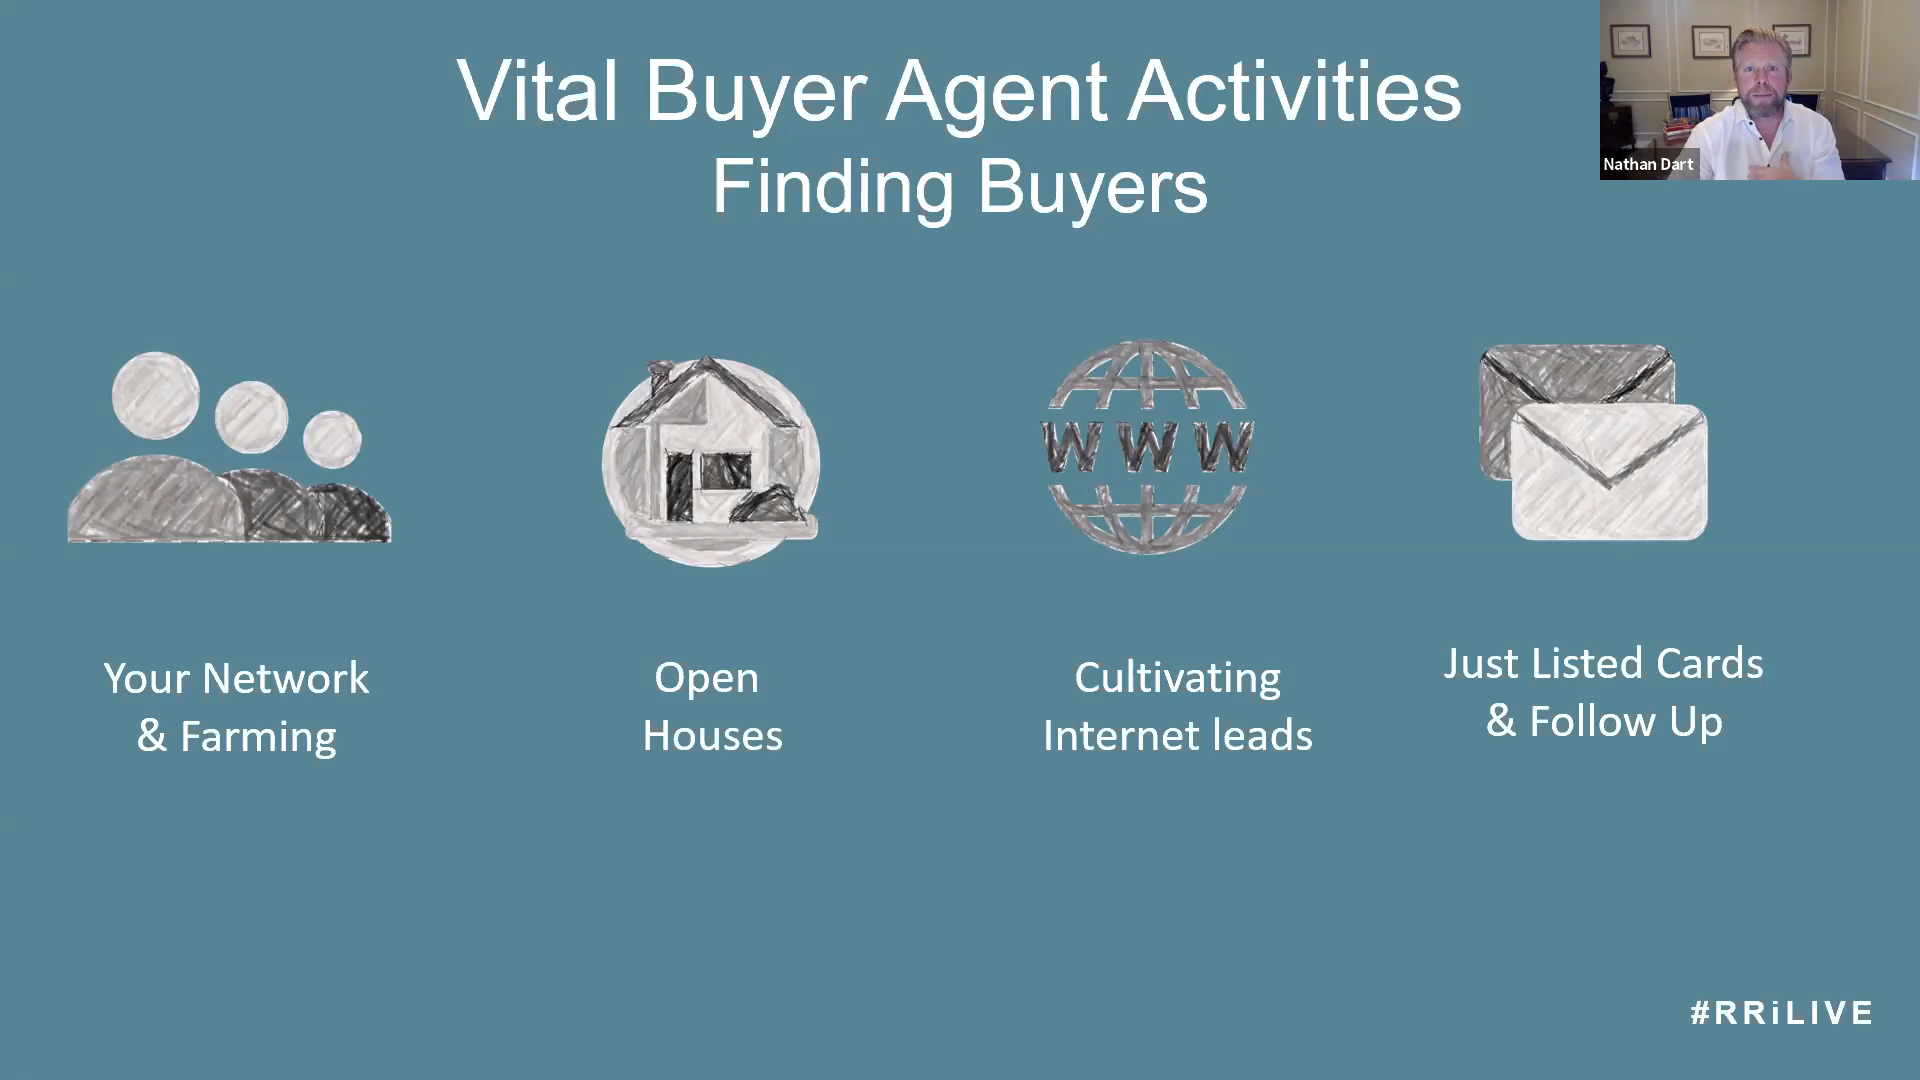 Vital Buyer Agent Activities
Finding Buyers
Nathan Dart
WWW
Your Network
& Farming
Open
Houses
Cultivating
Internet leads
Just Listed Cards
& Follow Up
#RRiLIVE